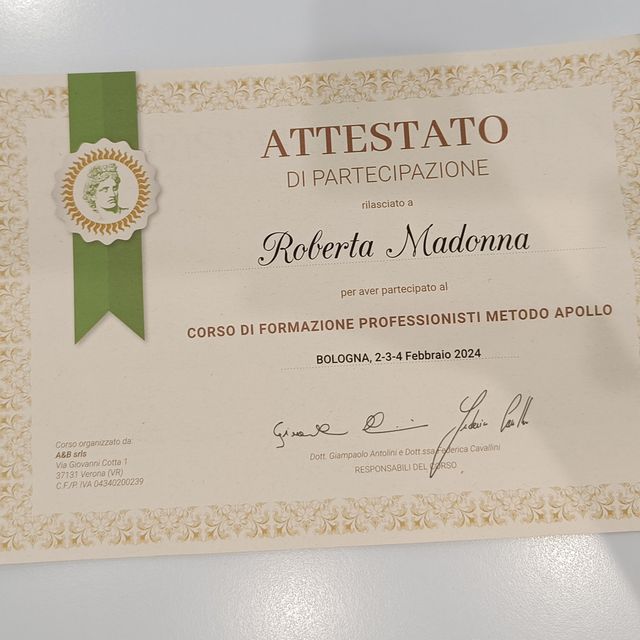 ATTESTATO
DI PARTECIPAZIONE
rilasciato a
Roberta Madonna
per aver partecipato al
CORSO DI FORMAZIONE PROFESSIONISTI METODO APOLLO
BOLOGNA, 2-3-4 Febbraio 2024
Dott. Giampaolo Antolini e Dott.ssa Federica Cavallini
RESPONSABILI DEL CORSO
Corso organizzato da:
A&B srls
Via Giovanni Cotta 1
37131 Verona (VR)
C.F./P. IVA 04340200239